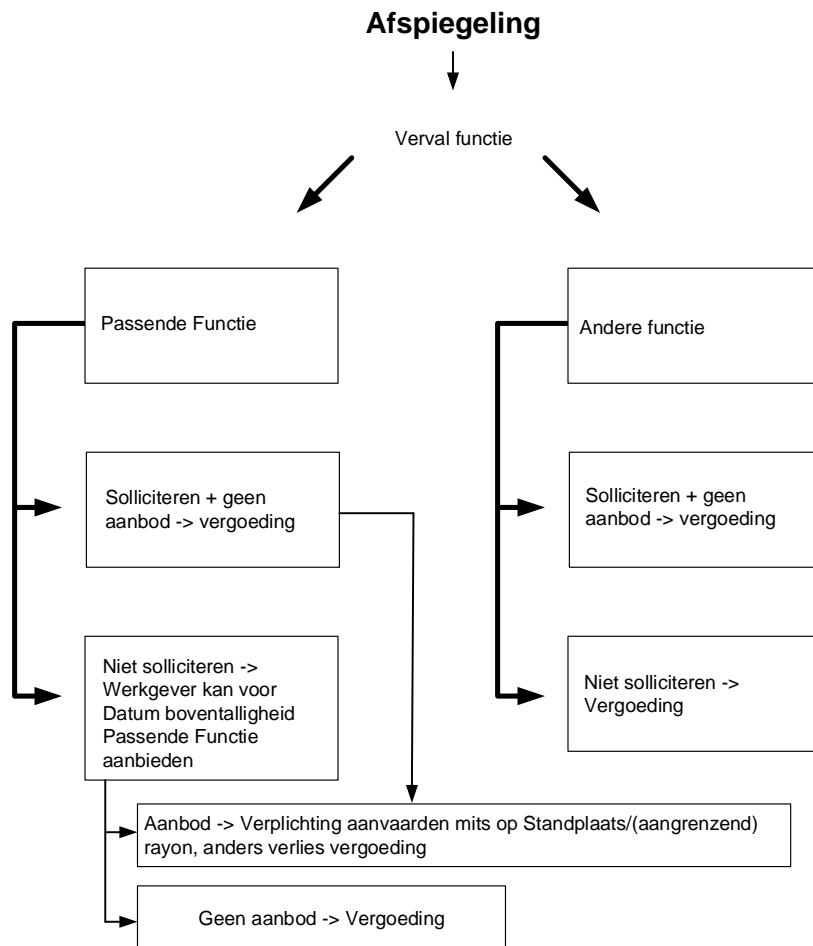 Afspiegeling
Verval functie
Passende Functie
Andere functie
Solliciteren + geen
aanbod -> vergoeding
Solliciteren + geen
aanbod -> vergoeding
Niet solliciteren ->
Werkgever kan voor
Datum boventalligheid
Passende Functie
aanbieden
Niet solliciteren ->
Vergoeding
Aanbod -> Verplichting aanvaarden mits op Standplaats/(aangrenzend)
rayon, anders verlies vergoeding
Geen aanbod -> Vergoeding